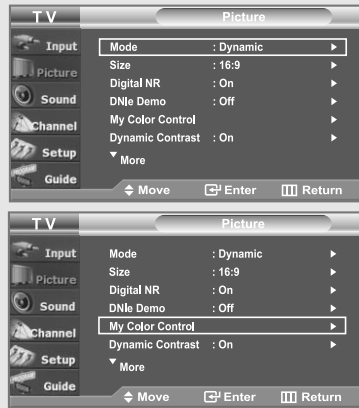 TV Picture
Input
Mode : Dynamic
Size : 16:9
Picture
Digital NR : On
Sound
DNIe Demo : Off
My Color Control
Channel
Dynamic Contrast : On
Setup
More
Guide
Move Enter Return
TV Picture
Input
Mode : Dynamic
Size : 16:9
Picture
Digital NR : On
Sound
DNIe Demo : Off
My Color Control
Channel
Dynamic Contrast : On
Setup
More
Guide
Move Enter Return